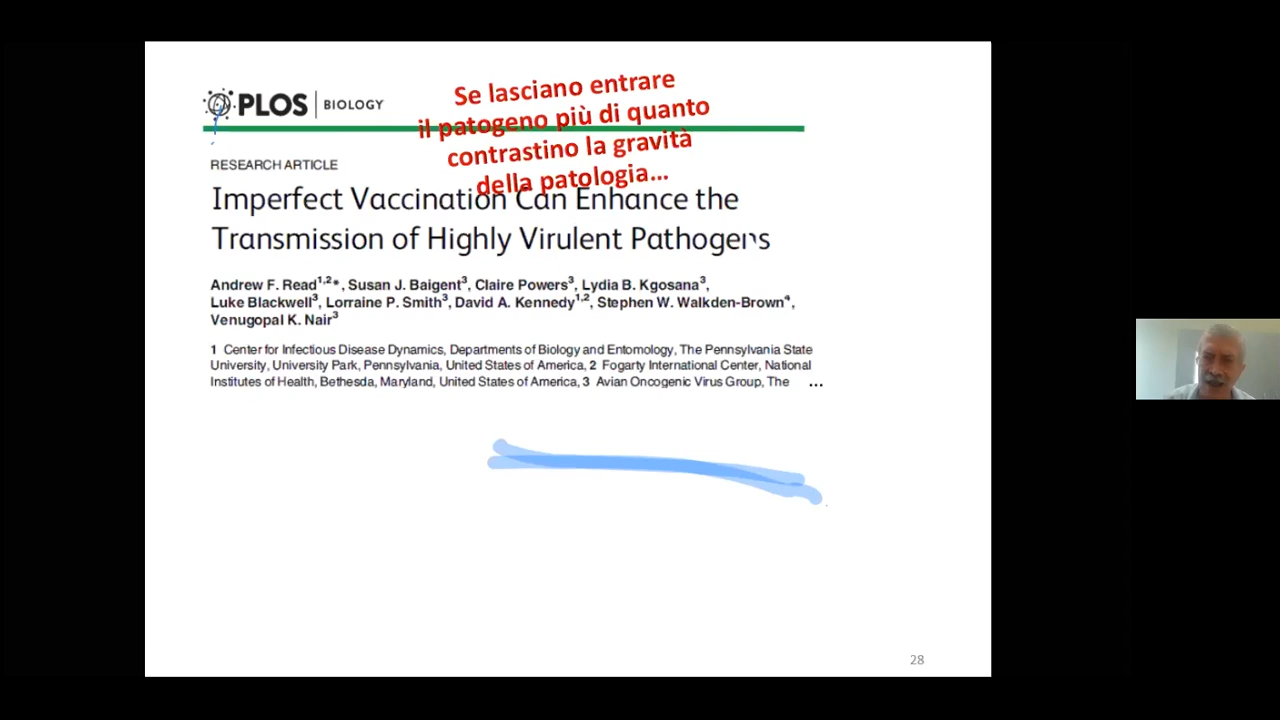 PLOS BIOLOGY
Se lasciano entrare
il patogeno più di quanto
contrastino la gravità
della patologia...
RESEARCH ARTICLE
Imperfect Vaccination Can Enhance the
Transmission of Highly Virulent Pathogens
Andrew F. Read1,2*, Susan J. Baigent3, Claire Powers3, Lydia B. Kgosana3,
Luke Blackwell3, Lorraine P. Smith3, David A. Kennedy1,2, Stephen W. Walkden-Brown4,
Venugopal K. Nair3
1 Center for Infectious Disease Dynamics, Departments of Biology and Entomology, The Pennsylvania State
University, University Park, Pennsylvania, United States of America, 2 Fogarty International Center, National
Institutes of Health, Bethesda, Maryland, United States of America, 3 Avian Oncogenic Virus Group, The ...
28